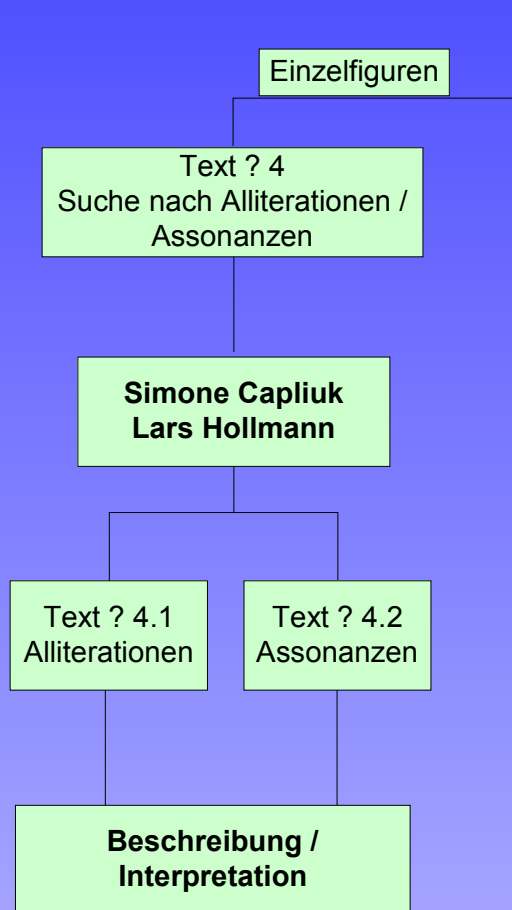 Einzelfiguren
Text ? 4
Suche nach Alliterationen /
Assonanzen
Simone Capliuk
Lars Hollmann
Text ? 4.1
Alliterationen
Text ? 4.2
Assonanzen
Beschreibung /
Interpretation